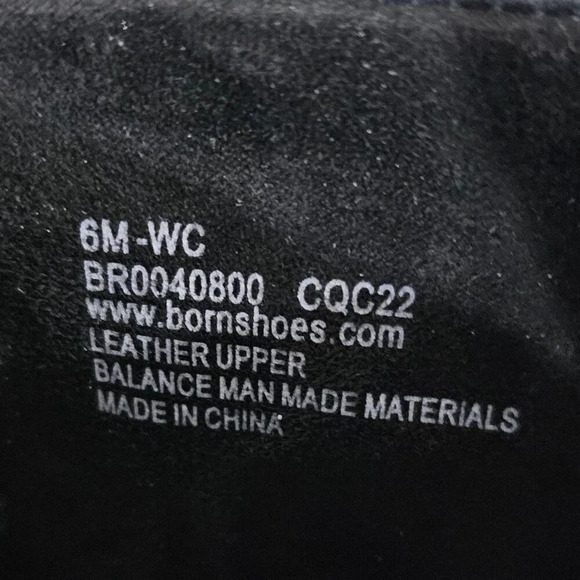 6M-WC
BR0040800 CQC22
www.bornshoes.com
LEATHER UPPER
BALANCE MAN MADE MATERIALS
MADE IN CHINA